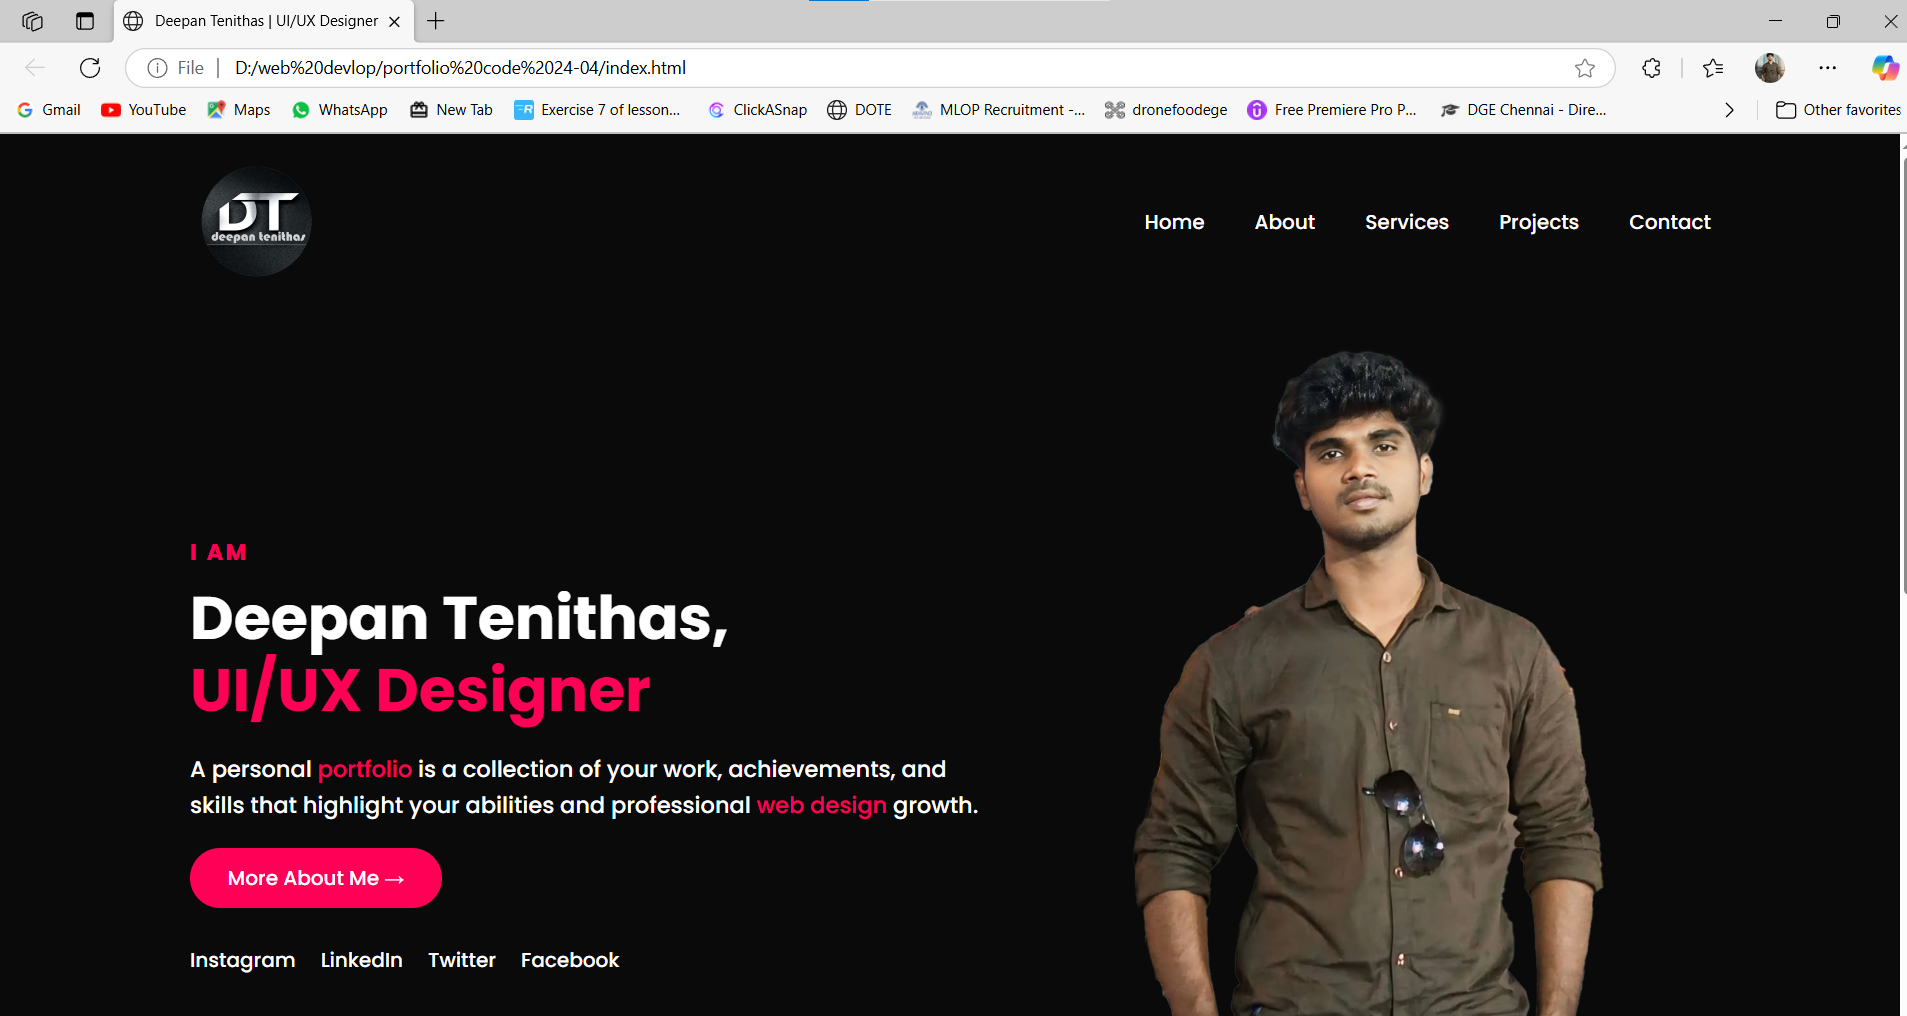 Deepan Tenithas | UI/UX Designer
File
D:/web%20devlop/portfolio%20code%2024-04/index.html
Gmail YouTube Maps WhatsApp New Tab Exercise 7 of lesson... ClickASnap DOTE MLOP Recruitment -... dronefoodege Free Premiere Pro P... DGE Chennai - Dire... Other favorites
DT
deepan tenithas
Home About Services Projects Contact
I AM
Deepan Tenithas,
UI/UX Designer
A personal portfolio is a collection of your work, achievements, and
skills that highlight your abilities and professional web design growth.
More About Me →
Instagram LinkedIn Twitter Facebook